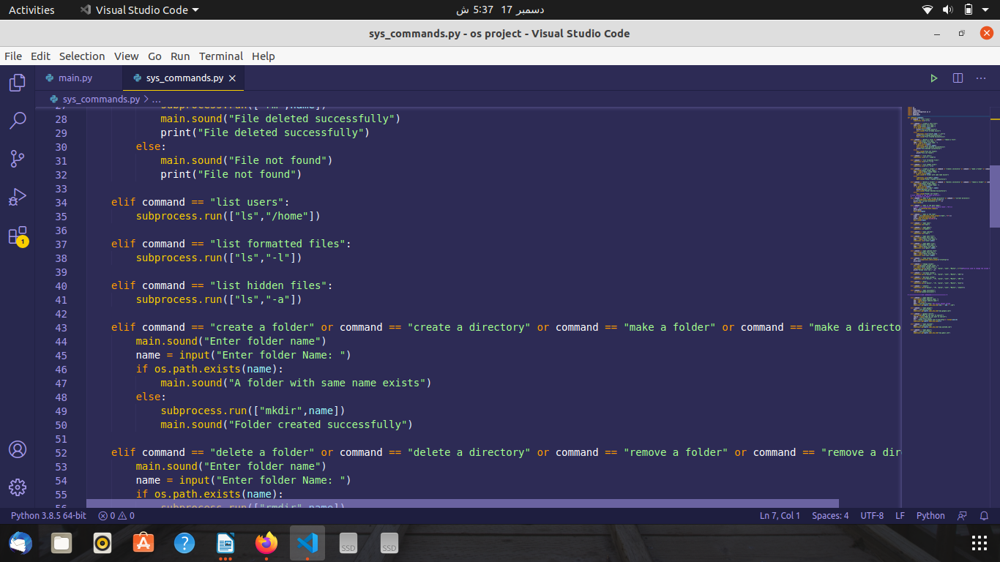 Activities Visual Studio Code دسمبر 17 5:37 ش
sys_commands.py - os project - Visual Studio Code
File Edit Selection View Go Run Terminal Help
main.py sys_commands.py
sys_commands.py > ...
28 main.sound("File deleted successfully")
29 print("File deleted successfully")
30 else:
31 main.sound("File not found")
32 print("File not found")
33
34 elif command == "list users":
35 subprocess.run(["ls","/home"])
36
37 elif command == "list formatted files":
38 subprocess.run(["ls","-l"])
39
40 elif command == "list hidden files":
41 subprocess.run(["ls","-a"])
42
43 elif command == "create a folder" or command == "create a directory" or command == "make a folder" or command == "make a directo
44 main.sound("Enter folder name")
45 name = input("Enter folder Name: ")
46 if os.path.exists(name):
47 main.sound("A folder with same name exists")
48 else:
49 subprocess.run(["mkdir",name])
50 main.sound("Folder created successfully")
51
52 elif command == "delete a folder" or command == "delete a directory" or command == "remove a folder" or command == "remove a dir
53 main.sound("Enter folder name")
54 name = input("Enter folder Name: ")
55 if os.path.exists(name):
56 subprocess.run(["rmdir",name])
1
Python 3.8.5 64-bit 0 0 Ln 7, Col 1 Spaces: 4 UTF-8 LF Python
SSD SSD